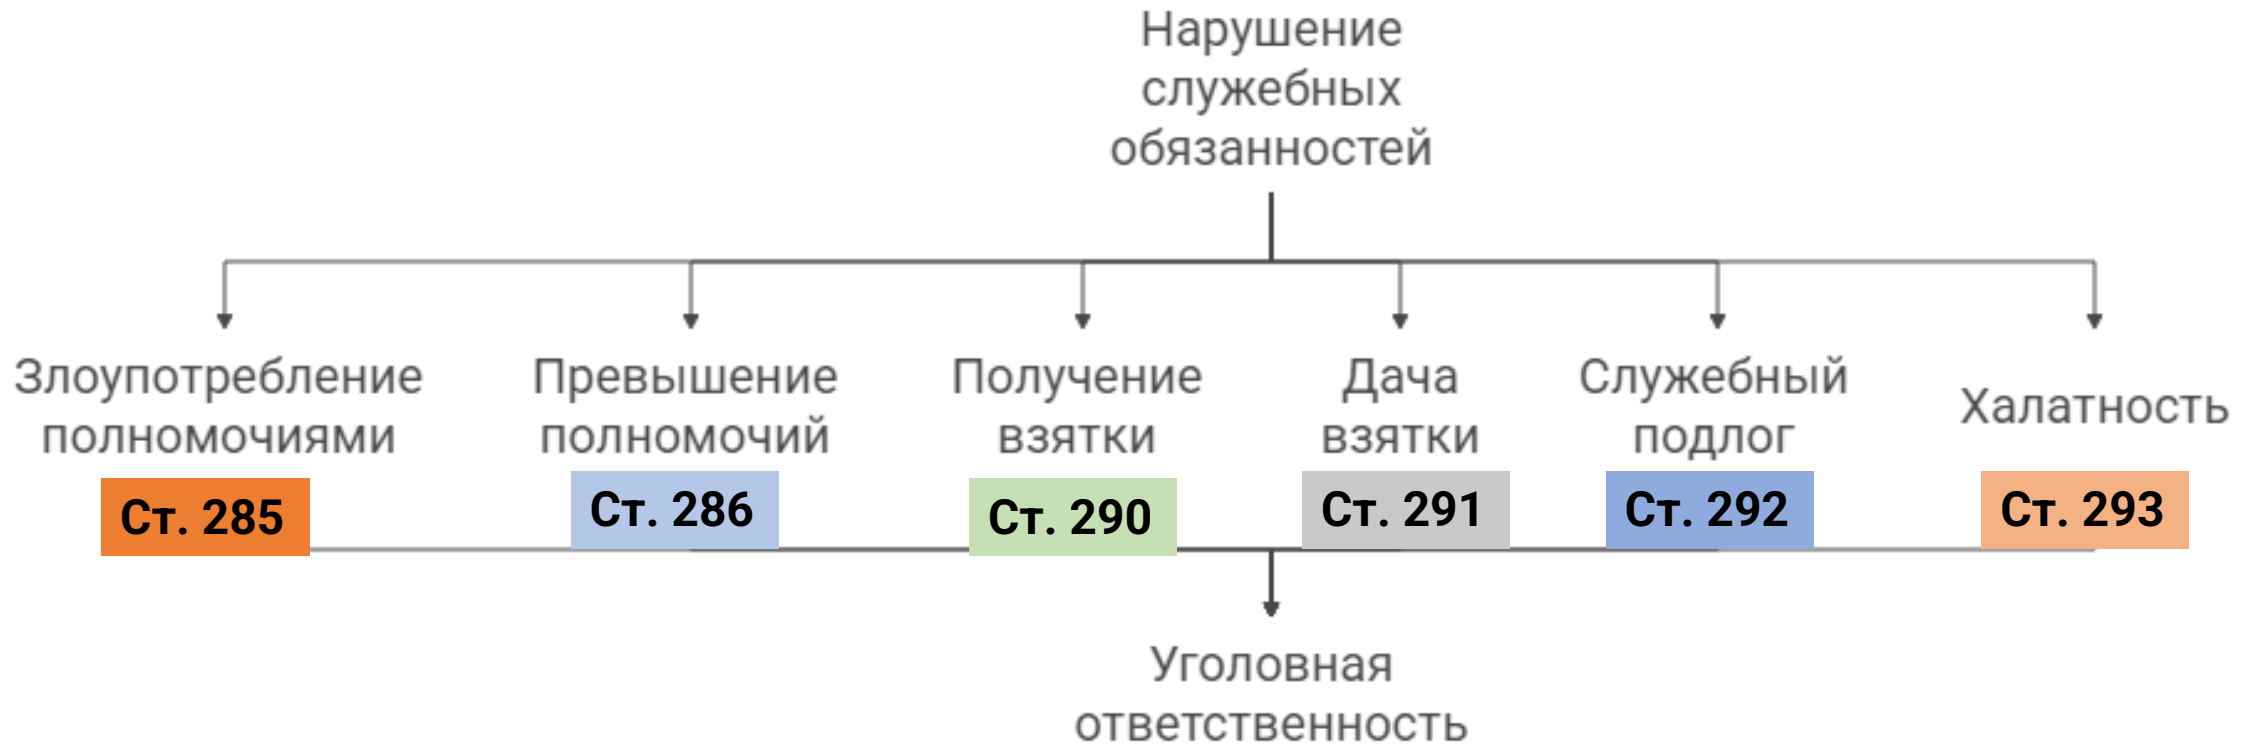 Нарушение
служебных
обязанностей
Злоупотребление
полномочиями
Ст. 285
Превышение
полномочий
Ст. 286
Получение
взятки
Ст. 290
Дача
взятки
Ст. 291
Служебный
подлог
Ст. 292
Халатность
Ст. 293
Уголовная
ответственность